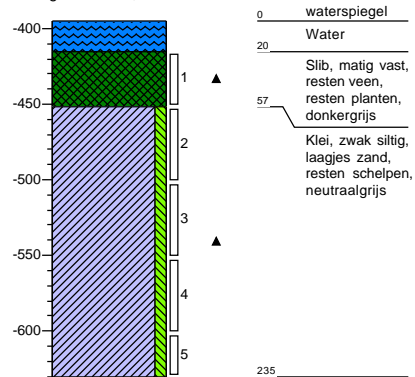 -400
-450
-500
-550
-600
1
2
3
4
5
0 waterspiegel
Water
20
Slib, matig vast,
resten veen,
resten planten,
donkergrijs
57
Klei, zwak siltig,
laagjes zand,
resten schelpen,
neutraalgrijs
235